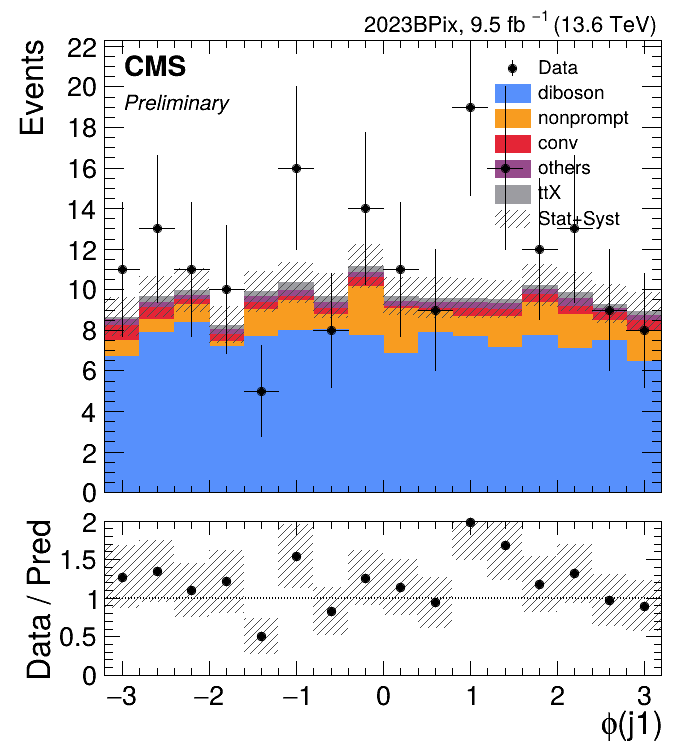 2023BPix, 9.5 fb⁻¹ (13.6 TeV)
CMS
Preliminary
Data
diboson
nonprompt
conv
others
ttX
Stat+Syst
Events
22
20
18
16
14
12
10
8
6
4
2
0
Data / Pred
2
1.5
1
0.5
0
−3 −2 −1 0 1 2 3
ϕ(j1)